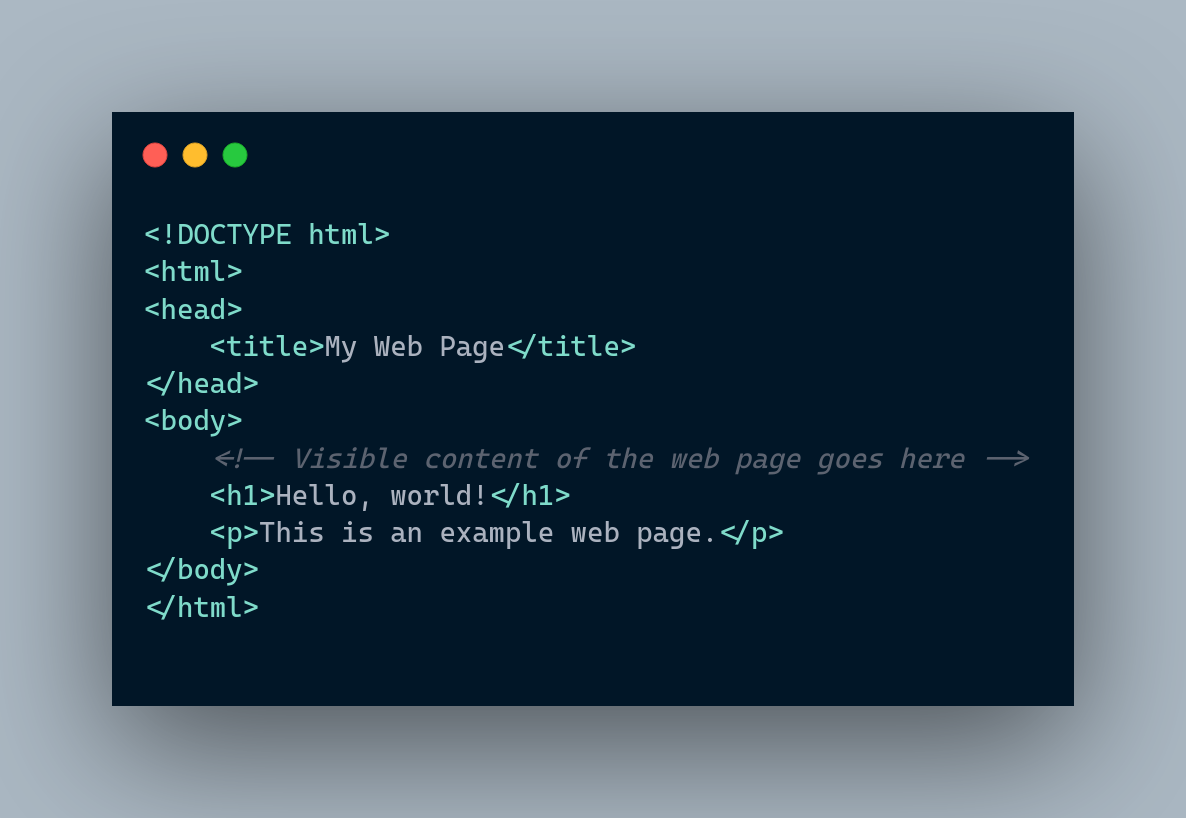 <!DOCTYPE html>
<html>
<head>
    <title>My Web Page</title>
</head>
<body>
    <!-- Visible content of the web page goes here -->
    <h1>Hello, world!</h1>
    <p>This is an example web page.</p>
</body>
</html>